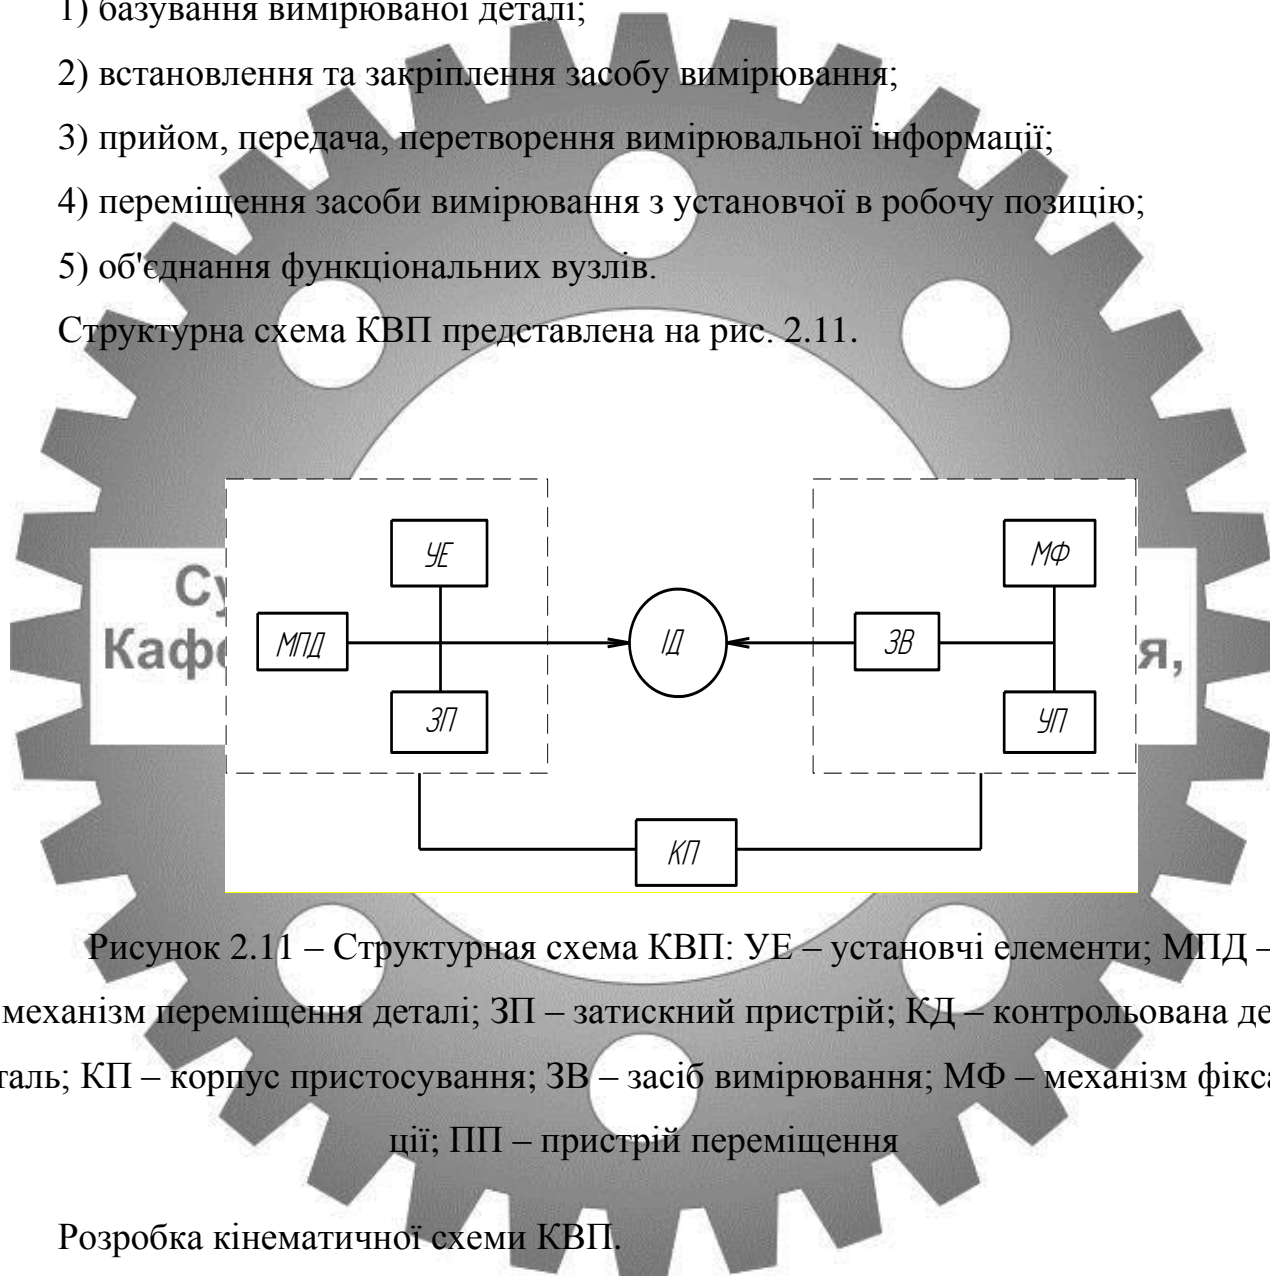 1) базування вимірюваної деталі;
2) встановлення та закріплення засобу вимірювання;
3) прийом, передача, перетворення вимірювальної інформації;
4) переміщення засоби вимірювання з установчої в робочу позицію;
5) об'єднання функціональних вузлів.
Структурна схема КВП представлена на рис. 2.11.
УЕ
МФ
МПД
ІД
ЗВ
ЗП
УП
КП
Рисунок 2.11 – Структурная схема КВП: УЕ – установчі елементи; МПД –
механізм переміщення деталі; ЗП – затискний пристрій; КД – контрольована де
таль; КП – корпус пристосування; ЗВ – засіб вимірювання; МФ – механізм фікса
ції; ПП – пристрій переміщення
Розробка кінематичної схеми КВП.